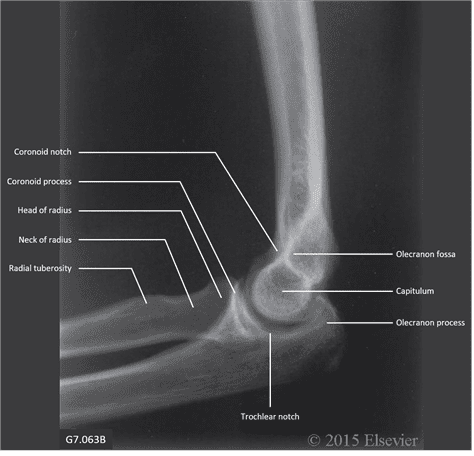 Coronoid notch
Coronoid process
Head of radius
Neck of radius
Radial tuberosity
Olecranon fossa
Capitulum
Olecranon process
Trochlear notch
G7.063B
© 2015 Elsevier